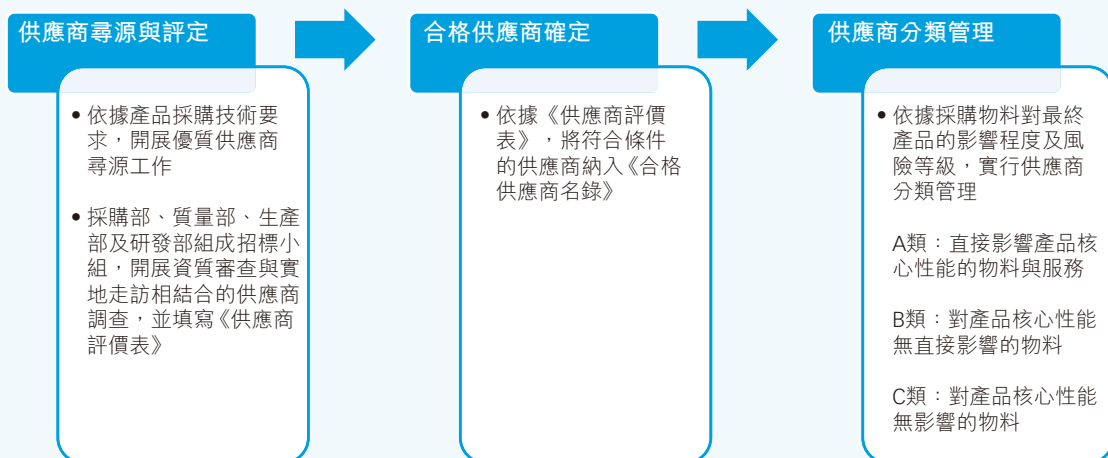 供應商尋源與評定
• 依據產品採購技術要
求，開展優質供應商
尋源工作
• 採購部、質量部、生產
部及研發部組成招標小
組，開展資質審查與實
地走訪相結合的供應商
調查，並填寫《供應商
評價表》
合格供應商確定
• 依據《供應商評價
表》，將符合條件
的供應商納入《合格
供應商名錄》
供應商分類管理
• 依據採購物料對最終
產品的影響程度及風
險等級，實行供應商
分類管理
A類：直接影響產品核
心性能的物料與服務
B類：對產品核心性能
無直接影響的物料
C類：對產品核心性能
無影響的物料